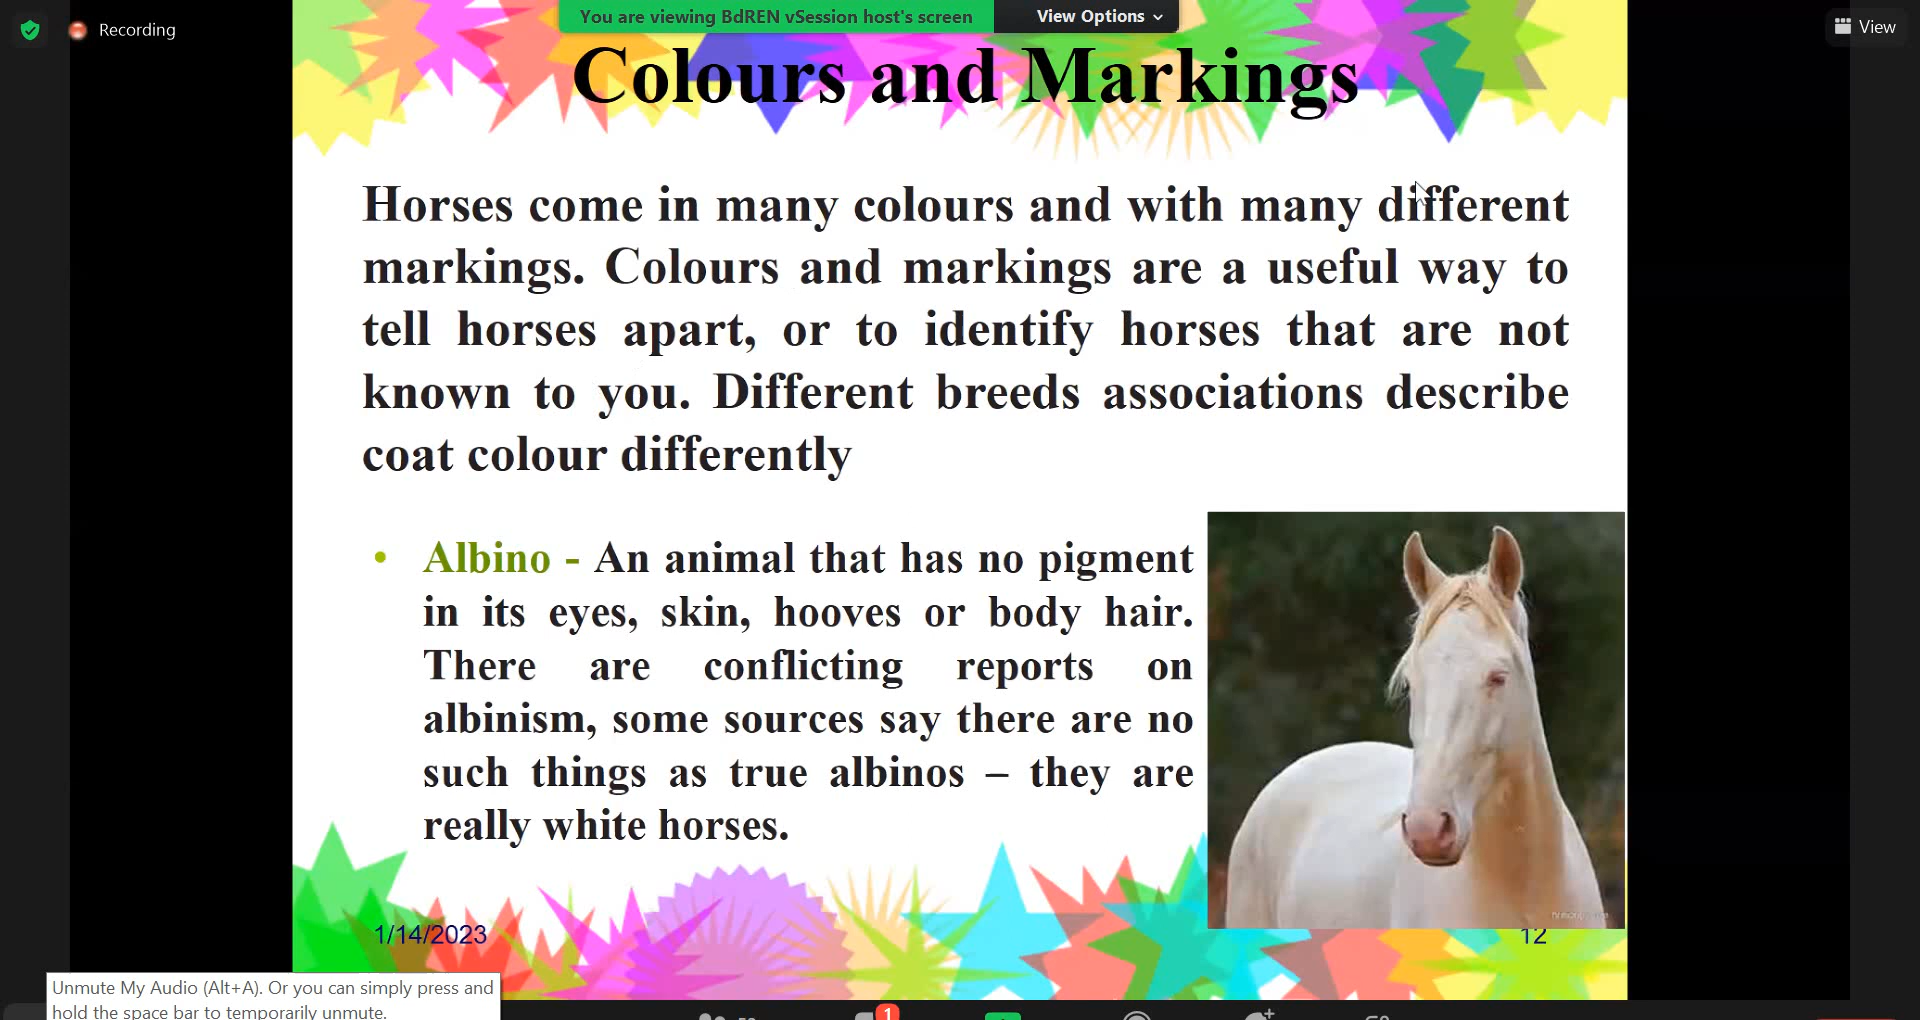 You are viewing BdREN vSession host's screen
View Options
Recording
View
Colours and Markings
Horses come in many colours and with many different
markings. Colours and markings are a useful way to
tell horses apart, or to identify horses that are not
known to you. Different breeds associations describe
coat colour differently
• Albino - An animal that has no pigment
in its eyes, skin, hooves or body hair.
There are conflicting reports on
albinism, some sources say there are no
such things as true albinos – they are
really white horses.
1/14/2023
12
Unmute My Audio (Alt+A). Or you can simply press and
hold the space bar to temporarily unmute.
1